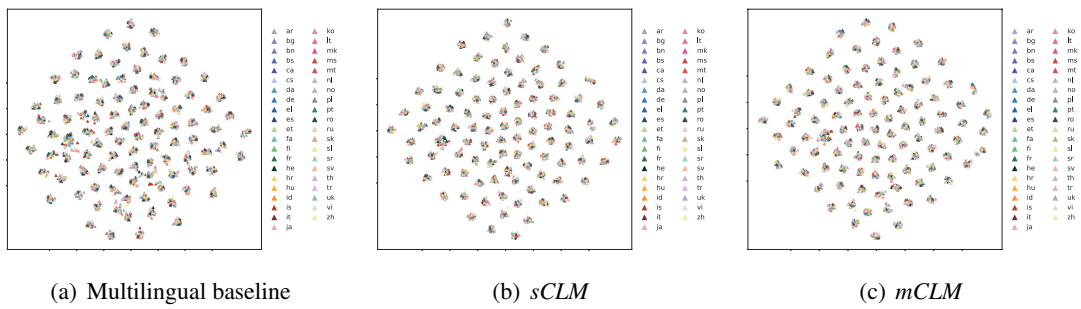 ar ko
bg lt
bn mk
bs ms
ca mt
cs nl
da no
de pl
el pt
es ro
et ru
fa sk
fi sl
fr sr
he sv
hr th
hu tr
id uk
is vi
it zh
ja
(a) Multilingual baseline
ar ko
bg lt
bn mk
bs ms
ca mt
cs nl
da no
de pl
el pt
es ro
et ru
fa sk
fi sl
fr sr
he sv
hr th
hu tr
id uk
is vi
it zh
ja
(b) sCLM
ar ko
bg lt
bn mk
bs ms
ca mt
cs nl
da no
de pl
el pt
es ro
et ru
fa sk
fi sl
fr sr
he sv
hr th
hu tr
id uk
is vi
it zh
ja
(c) mCLM